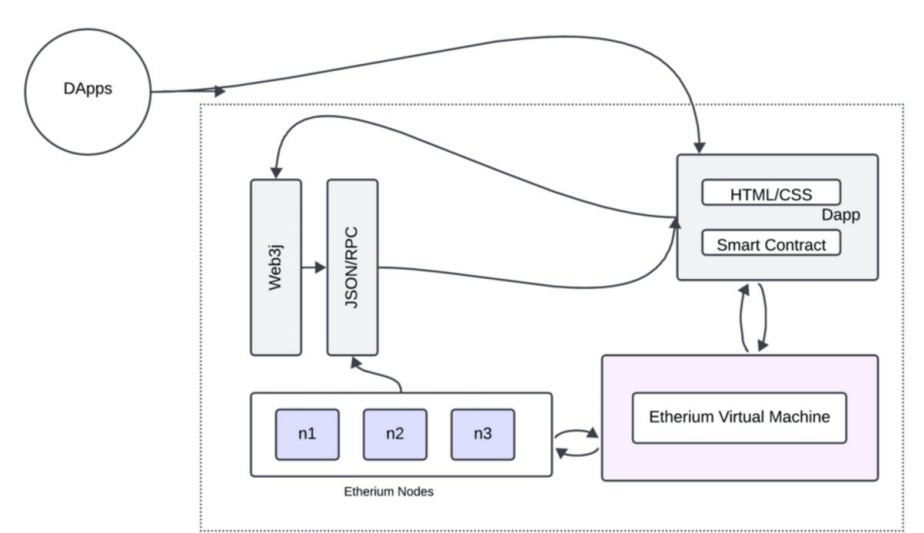 DApps
HTML/CSS
Dapp
Smart Contract
Web3j
JSON/RPC
Etherium Virtual Machine
n1
n2
n3
Etherium Nodes